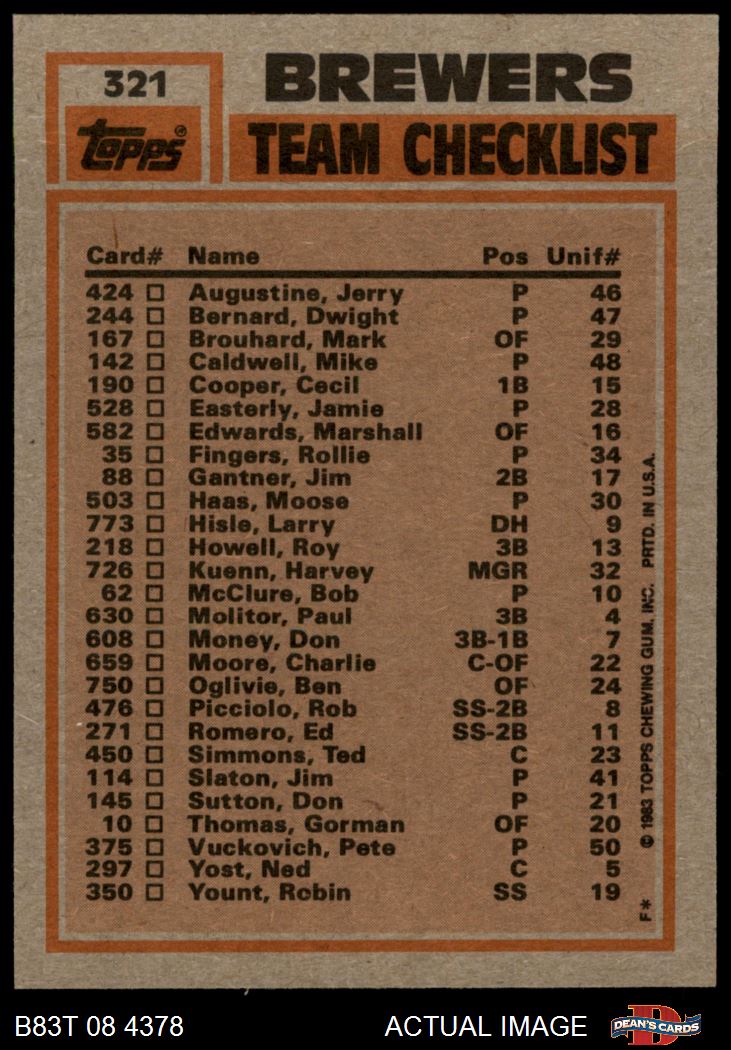 321
BREWERS
Topps®
TEAM CHECKLIST
Card# Name Pos Unif#
424 □ Augustine, Jerry P 46
244 □ Bernard, Dwight P 47
167 □ Brouhard, Mark OF 29
142 □ Caldwell, Mike P 48
190 □ Cooper, Cecil 1B 15
528 □ Easterly, Jamie P 28
582 □ Edwards, Marshall OF 16
35 □ Fingers, Rollie P 34
88 □ Gantner, Jim 2B 17
503 □ Haas, Moose P 30
773 □ Hisle, Larry DH 9
218 □ Howell, Roy 3B 13
726 □ Kuenn, Harvey MGR 32
62 □ McClure, Bob P 10
630 □ Molitor, Paul 3B 4
608 □ Money, Don 3B-1B 7
659 □ Moore, Charlie C-OF 22
750 □ Oglivie, Ben OF 24
476 □ Picciolo, Rob SS-2B 8
271 □ Romero, Ed SS-2B 11
450 □ Simmons, Ted C 23
114 □ Slaton, Jim P 41
145 □ Sutton, Don P 21
10 □ Thomas, Gorman OF 20
375 □ Vuckovich, Pete P 50
297 □ Yost, Ned C 5
350 □ Yount, Robin SS 19
F* © 1983 TOPPS CHEWING GUM, INC. PRTD. IN U.S.A.
B83T 08 4378 ACTUAL IMAGE
D
DEAN'S CARDS